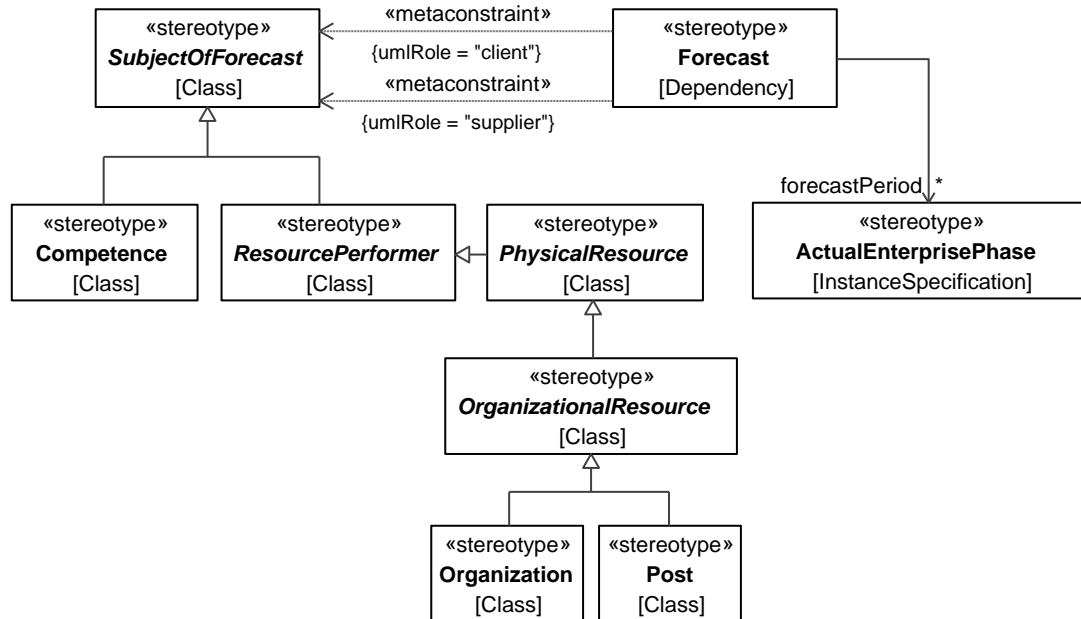 «stereotype»
SubjectOfForecast
[Class]
«metaconstraint»
{umlRole = "client"}
«metaconstraint»
{umlRole = "supplier"}
«stereotype»
Forecast
[Dependency]
forecastPeriod *
«stereotype»
Competence
[Class]
«stereotype»
ResourcePerformer
[Class]
«stereotype»
PhysicalResource
[Class]
«stereotype»
ActualEnterprisePhase
[InstanceSpecification]
«stereotype»
OrganizationalResource
[Class]
«stereotype»
Organization
[Class]
«stereotype»
Post
[Class]